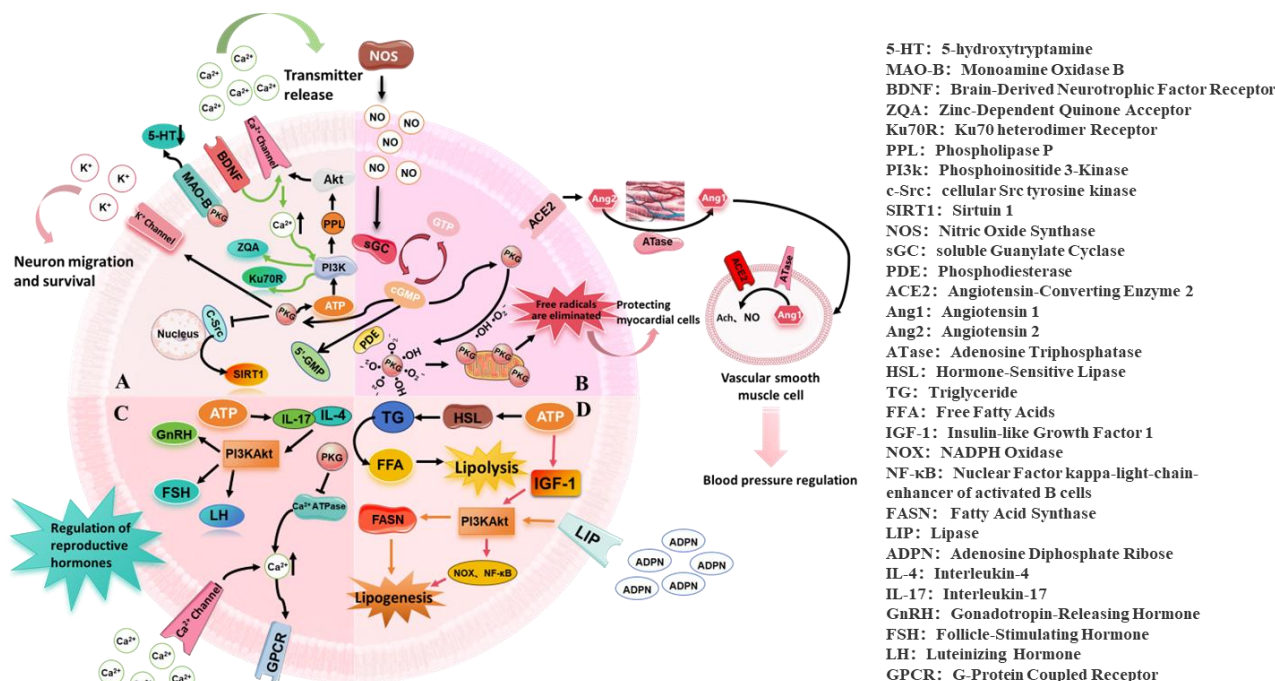 Ca²⁺
Ca²⁺
Ca²⁺
Ca²⁺
Ca²⁺
Ca²⁺
Transmitter
release
NOS
NO
NO
NO
NO
NO
5-HT
MAO-B
PKG
BDNF
Ca²⁺ Channel
Akt
PPL
Ca²⁺
ZQA
Ku70R
PI3K
ATP
PKG
K⁺
K⁺
K⁺
K⁺ Channel
Neuron migration
and survival
Nucleus
C-Src
SIRT1
A
sGC
GTP
cGMP
5'-GMP
PDE
PKG
•OH •O₂⁻
•O₂⁻
•OH
•O₂⁻
PKG
•OH
•O₂⁻
•O₂⁻
•OH
PKG
PKG
PKG
Free radicals
are eliminated
Protecting
myocardial cells
B
ACE2
Ang2
Ang1
ATase
ACE2
ATase
Ach、NO
Ang1
Vascular smooth
muscle cell
Blood pressure regulation
C
ATP
IL-17
IL-4
GnRH
PI3KAkt
FSH
LH
PKG
Ca²⁺ATPase
Ca²⁺
Regulation of
reproductive
hormones
Ca²⁺ Channel
GPCR
Ca²⁺
Ca²⁺
Ca²⁺
Ca²⁺
Ca²⁺
D
TG
HSL
ATP
FFA
Lipolysis
IGF-1
FASN
PI3KAkt
LIP
NOX、NF-κB
Lipogenesis
ADPN
ADPN
ADPN
ADPN
ADPN
5-HT：5-hydroxytryptamine
MAO-B：Monoamine Oxidase B
BDNF：Brain-Derived Neurotrophic Factor Receptor
ZQA：Zinc-Dependent Quinone Acceptor
Ku70R：Ku70 heterodimer Receptor
PPL：Phospholipase P
PI3k：Phosphoinositide 3-Kinase
c-Src：cellular Src tyrosine kinase
SIRT1：Sirtuin 1
NOS：Nitric Oxide Synthase
sGC：soluble Guanylate Cyclase
PDE：Phosphodiesterase
ACE2：Angiotensin-Converting Enzyme 2
Ang1：Angiotensin 1
Ang2：Angiotensin 2
ATase：Adenosine Triphosphatase
HSL：Hormone-Sensitive Lipase
TG：Triglyceride
FFA：Free Fatty Acids
IGF-1：Insulin-like Growth Factor 1
NOX：NADPH Oxidase
NF-κB：Nuclear Factor kappa-light-chain-
enhancer of activated B cells
FASN：Fatty Acid Synthase
LIP：Lipase
ADPN：Adenosine Diphosphate Ribose
IL-4：Interleukin-4
IL-17：Interleukin-17
GnRH：Gonadotropin-Releasing Hormone
FSH：Follicle-Stimulating Hormone
LH：Luteinizing Hormone
GPCR：G-Protein Coupled Receptor